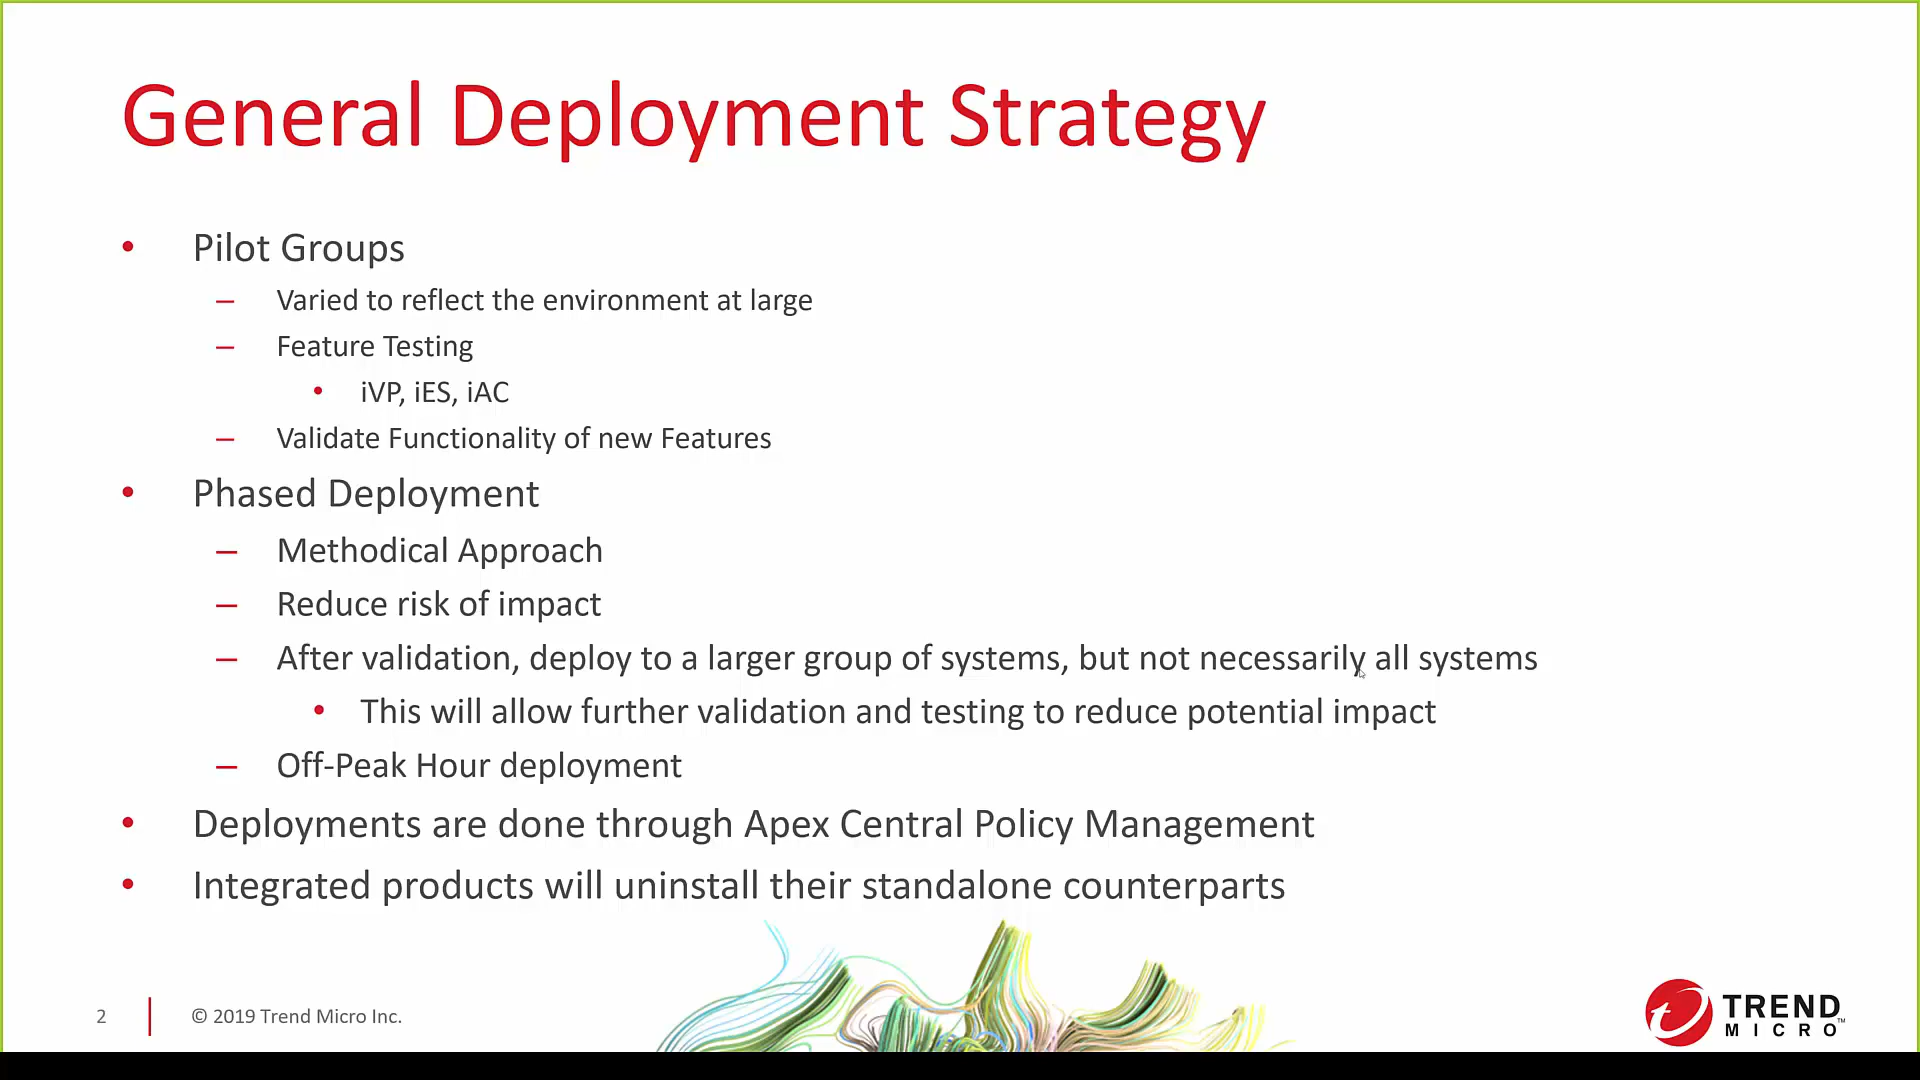 General Deployment Strategy
• Pilot Groups
– Varied to reflect the environment at large
– Feature Testing
• iVP, iES, iAC
– Validate Functionality of new Features
• Phased Deployment
– Methodical Approach
– Reduce risk of impact
– After validation, deploy to a larger group of systems, but not necessarily all systems
• This will allow further validation and testing to reduce potential impact
– Off-Peak Hour deployment
• Deployments are done through Apex Central Policy Management
• Integrated products will uninstall their standalone counterparts
2
© 2019 Trend Micro Inc.
TREND
MICRO™